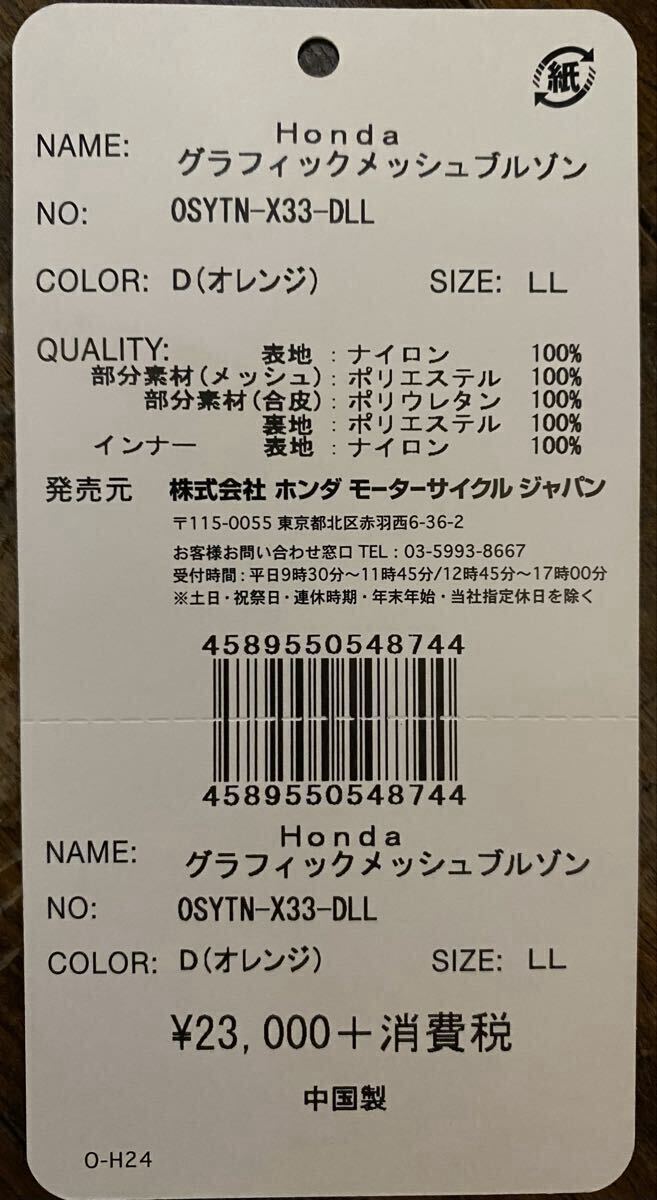 紙
Honda
NAME: グラフィックメッシュブルゾン
NO: 0SYTN-X33-DLL
COLOR: D(オレンジ) SIZE: LL
QUALITY: 表地:ナイロン 100%
部分素材(メッシュ):ポリエステル 100%
部分素材(合皮):ポリウレタン 100%
裏地:ポリエステル 100%
インナー 表地:ナイロン 100%
発売元 株式会社 ホンダ モーターサイクル ジャパン
〒115-0055 東京都北区赤羽西6-36-2
お客様お問い合わせ窓口 TEL:03-5993-8667
受付時間:平日9時30分〜11時45分/12時45分〜17時00分
※土日・祝祭日・連休時期・年末年始・当社指定休日を除く
4589550548744
4589550548744
Honda
NAME: グラフィックメッシュブルゾン
NO: 0SYTN-X33-DLL
COLOR: D(オレンジ) SIZE: LL
¥23,000+消費税
中国製
O-H24